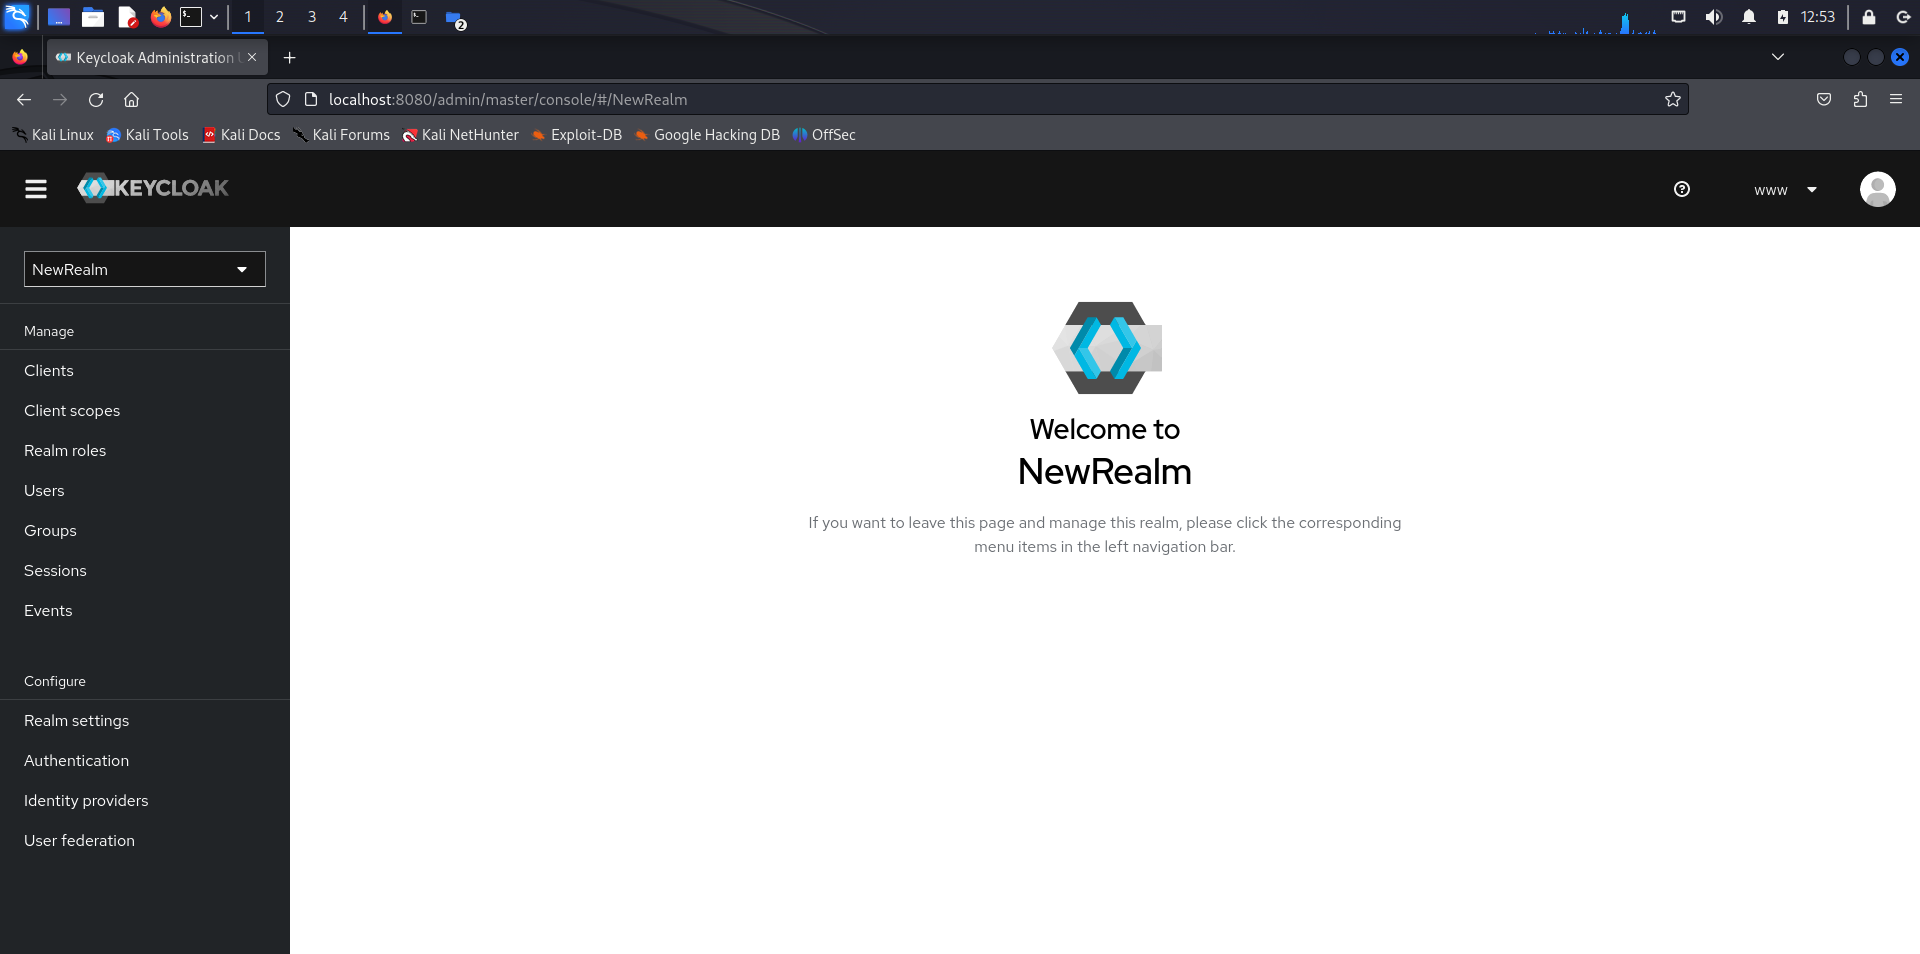 1 2 3 4
2
12:53
Keycloak Administration
localhost:8080/admin/master/console/#/NewRealm
Kali Linux Kali Tools Kali Docs Kali Forums Kali NetHunter Exploit-DB Google Hacking DB OffSec
KEYCLOAK
www
NewRealm
Manage
Clients
Client scopes
Realm roles
Users
Groups
Sessions
Events
Configure
Realm settings
Authentication
Identity providers
User federation
Welcome to
NewRealm
If you want to leave this page and manage this realm, please click the corresponding
menu items in the left navigation bar.